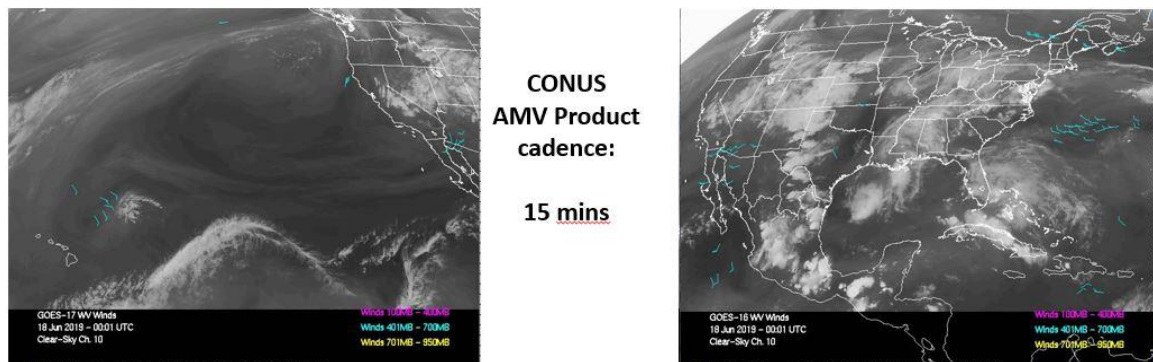 CONUS
AMV Product
cadence:
15 mins
GOES-17 WV Winds
18 Jun 2019 - 00:01 UTC
Clear-Sky Ch. 10
Winds 100MB - 400MB
Winds 401MB - 700MB
Winds 701MB - 950MB
GOES-16 WV Winds
18 Jun 2019 - 00:01 UTC
Clear-Sky Ch. 10
Winds 100MB - 400MB
Winds 401MB - 700MB
Winds 701MB - 950MB